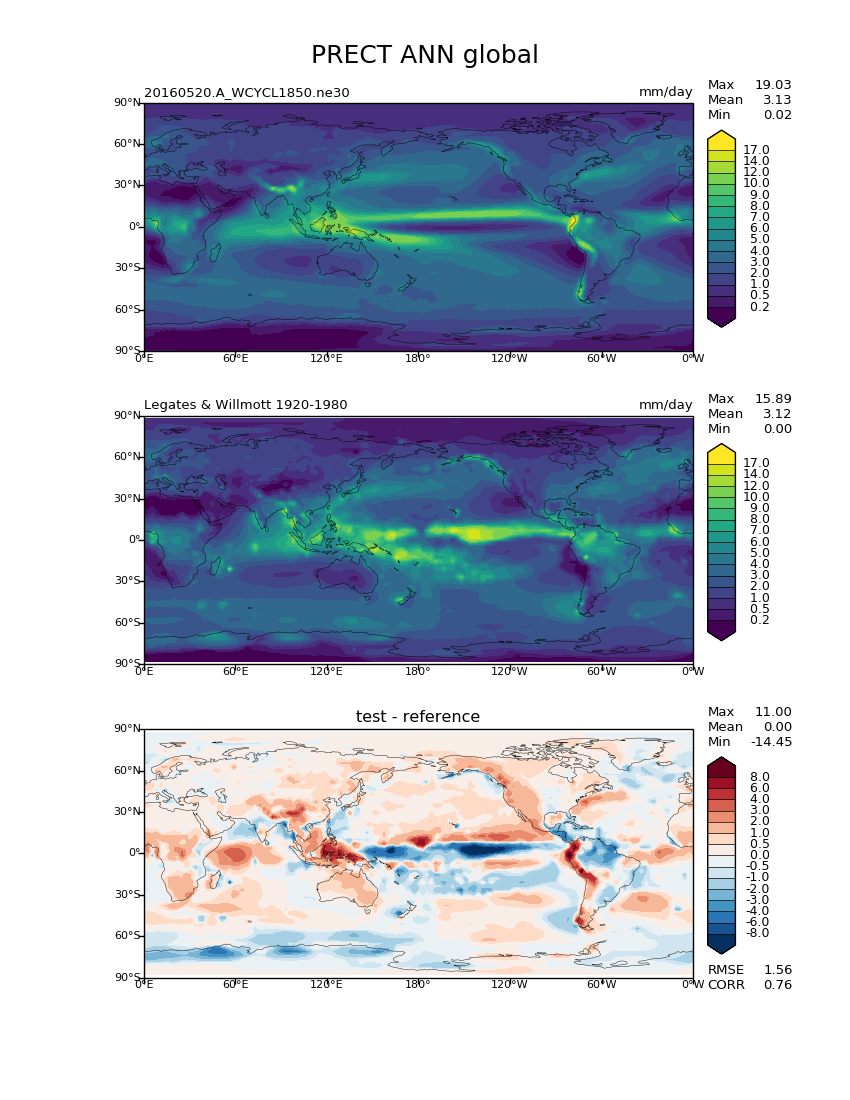 PRECT ANN global
20160520.A_WCYCL1850.ne30
mm/day
Max 19.03
Mean 3.13
Min 0.02
90°N
60°N
30°N
0°
30°S
60°S
90°S
0°E 60°E 120°E 180° 120°W 60°W 0°W
17.0
14.0
12.0
10.0
9.0
8.0
7.0
6.0
5.0
4.0
3.0
2.0
1.0
0.5
0.2
Legates & Willmott 1920-1980
mm/day
Max 15.89
Mean 3.12
Min 0.00
90°N
60°N
30°N
0°
30°S
60°S
90°S
0°E 60°E 120°E 180° 120°W 60°W 0°W
17.0
14.0
12.0
10.0
9.0
8.0
7.0
6.0
5.0
4.0
3.0
2.0
1.0
0.5
0.2
test - reference
Max 11.00
Mean 0.00
Min -14.45
90°N
60°N
30°N
0°
30°S
60°S
90°S
0°E 60°E 120°E 180° 120°W 60°W 0°W
8.0
6.0
4.0
3.0
2.0
1.0
0.5
0.0
-0.5
-1.0
-2.0
-3.0
-4.0
-6.0
-8.0
RMSE 1.56
CORR 0.76